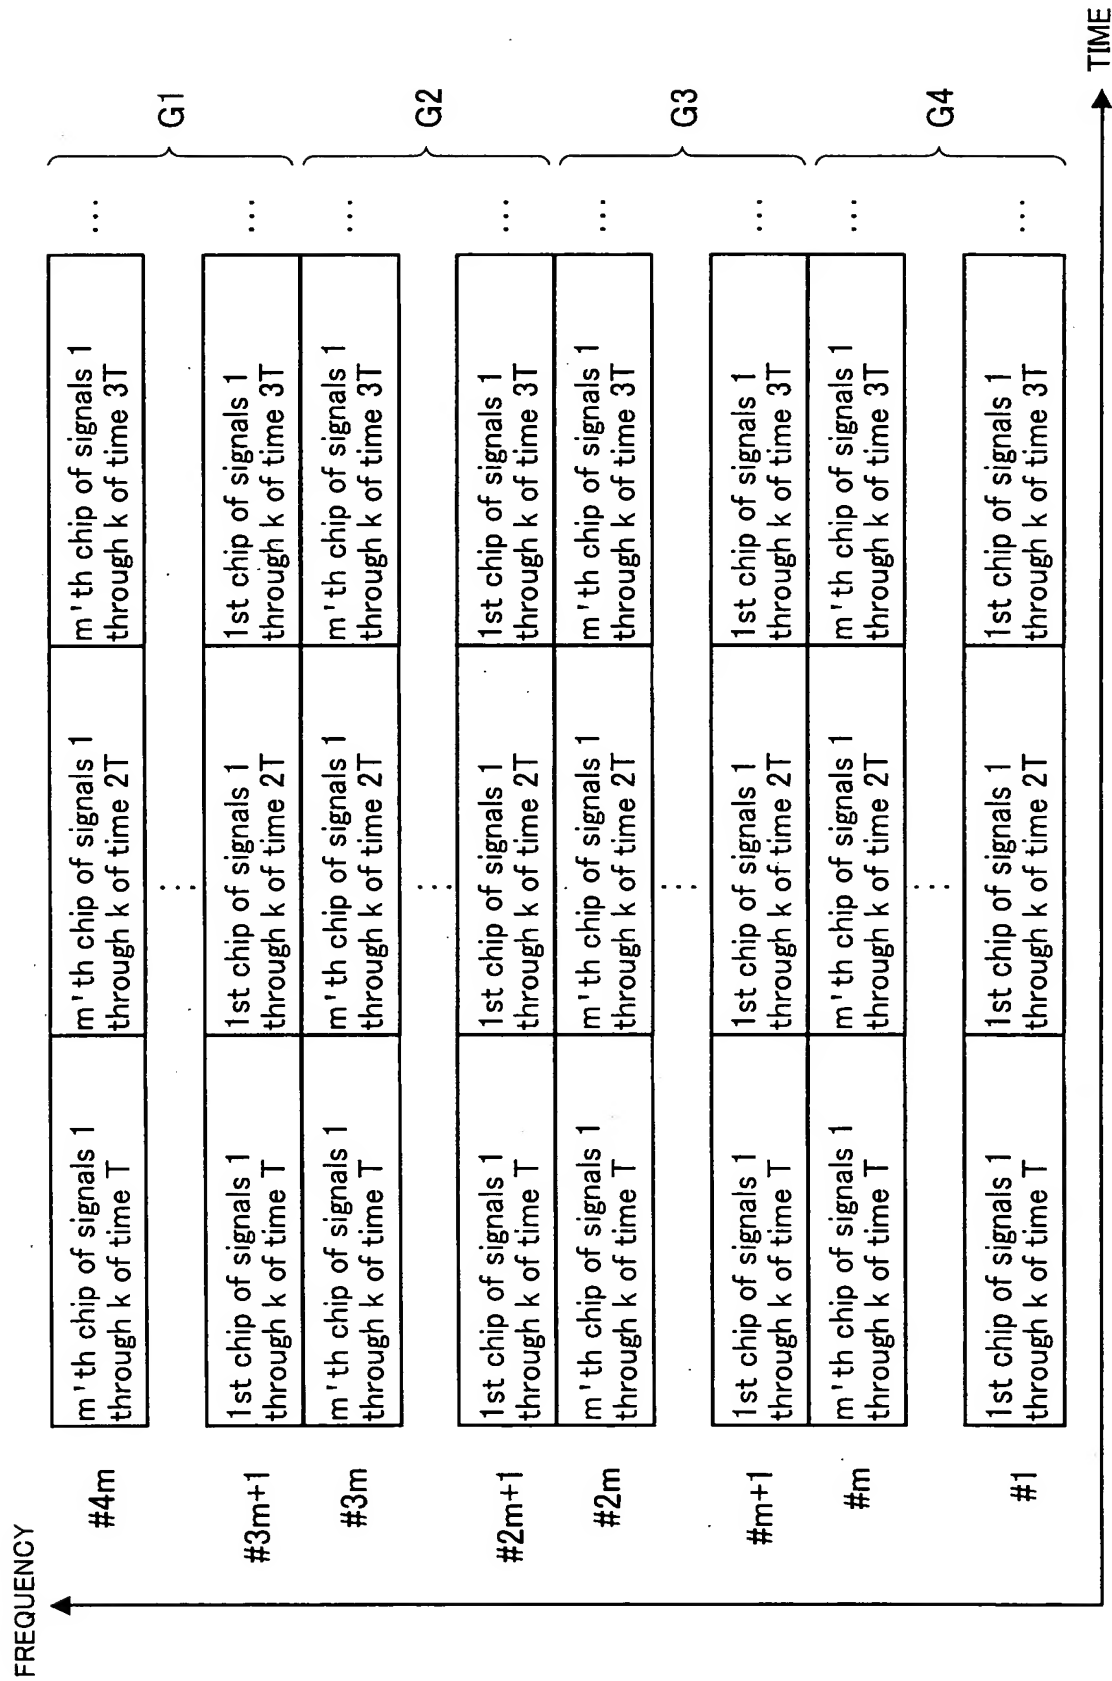 FREQUENCY
#4m
m'th chip of signals 1
through k of time T
m'th chip of signals 1
through k of time 2T
m'th chip of signals 1
through k of time 3T
...
G1
...
#3m+1
1st chip of signals 1
through k of time T
1st chip of signals 1
through k of time 2T
1st chip of signals 1
through k of time 3T
...
#3m
m'th chip of signals 1
through k of time T
m'th chip of signals 1
through k of time 2T
m'th chip of signals 1
through k of time 3T
...
G2
...
#2m+1
1st chip of signals 1
through k of time T
1st chip of signals 1
through k of time 2T
1st chip of signals 1
through k of time 3T
...
#2m
m'th chip of signals 1
through k of time T
m'th chip of signals 1
through k of time 2T
m'th chip of signals 1
through k of time 3T
...
G3
...
#m+1
1st chip of signals 1
through k of time T
1st chip of signals 1
through k of time 2T
1st chip of signals 1
through k of time 3T
...
#m
m'th chip of signals 1
through k of time T
m'th chip of signals 1
through k of time 2T
m'th chip of signals 1
through k of time 3T
...
G4
...
#1
1st chip of signals 1
through k of time T
1st chip of signals 1
through k of time 2T
1st chip of signals 1
through k of time 3T
...
TIME